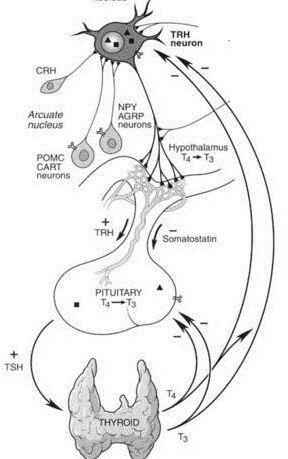 nucleus
TRH
neuron
CRH
Arcuate
nucleus
NPY
AGRP
neurons
POMC
CART
neurons
Hypothalamus
T4 → T3
+
TRH
−
Somatostatin
PITUITARY
T4 → T3
−
−
−
−
+
TSH
THYROID
T4
T3